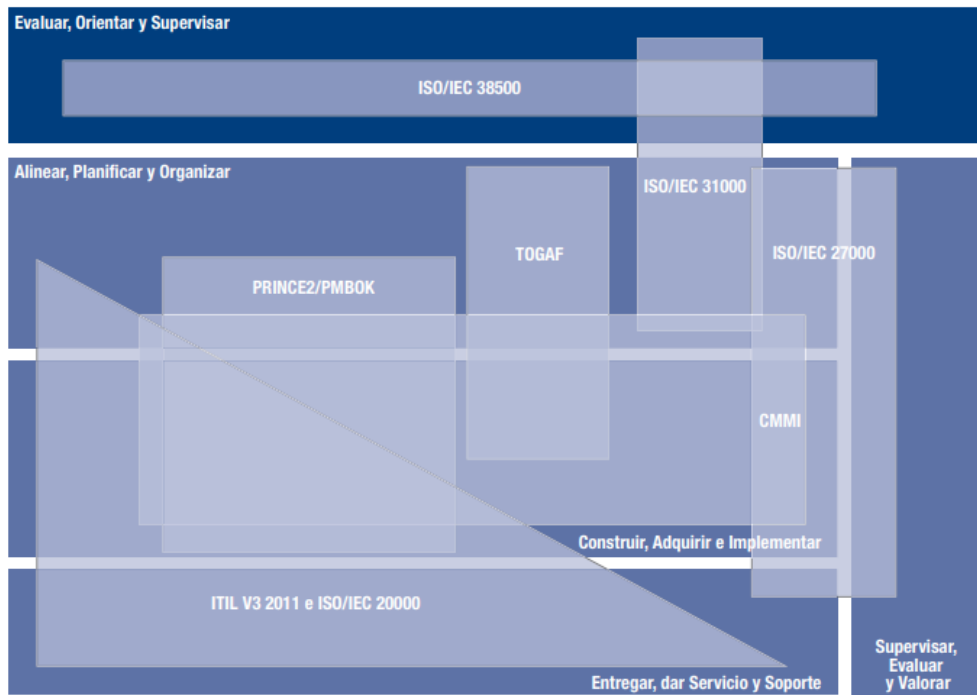 Evaluar, Orientar y Supervisar
ISO/IEC 38500
Alinear, Planificar y Organizar
ISO/IEC 31000
TOGAF
ISO/IEC 27000
PRINCE2/PMBOK
CMMI
Construir, Adquirir e Implementar
ITIL V3 2011 e ISO/IEC 20000
Entregar, dar Servicio y Soporte
Supervisar,
Evaluar
y Valorar